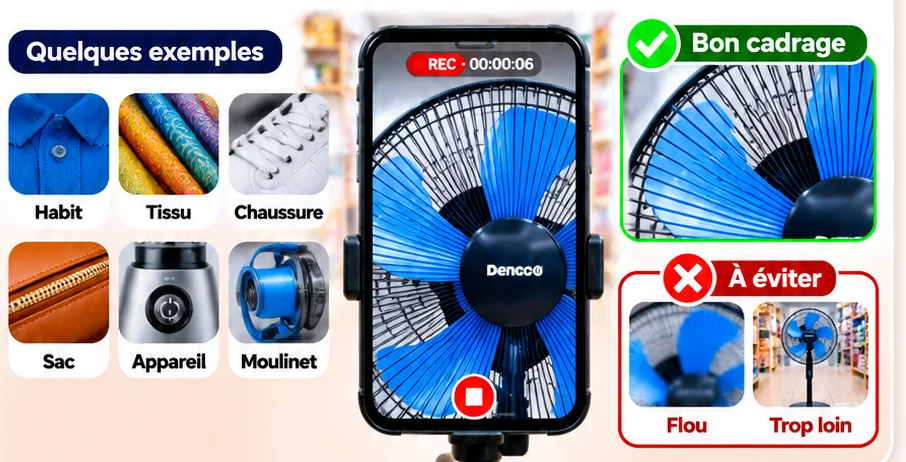 Quelques exemples
Habit
Tissu
Chaussure
Sac
Appareil
Moulinet
REC · 00:00:06
Dencco
Bon cadrage
À éviter
Flou
Trop loin